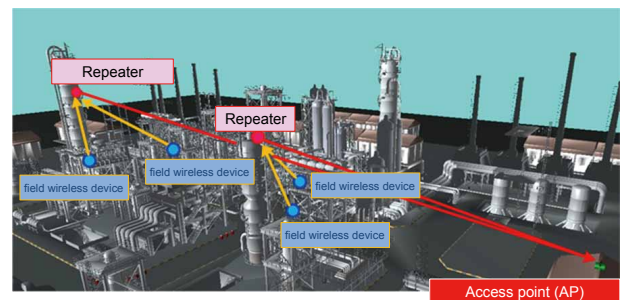 Repeater
Repeater
field wireless device
field wireless device
field wireless device
field wireless device
Access point (AP)